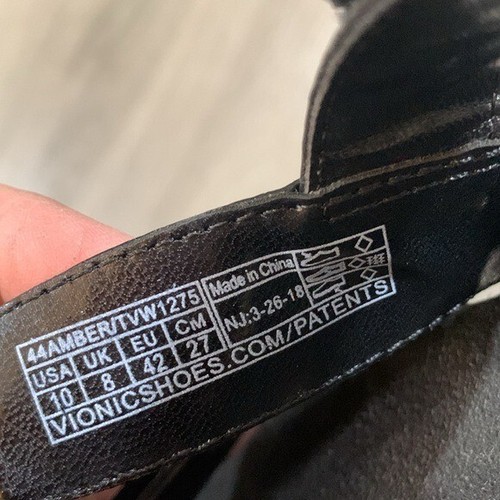 44AMBER/TVW1275
USA UK EU CM
10 8 42 27
Made in China
NJ:3-26-18
VIONICSHOES.COM/PATENTS